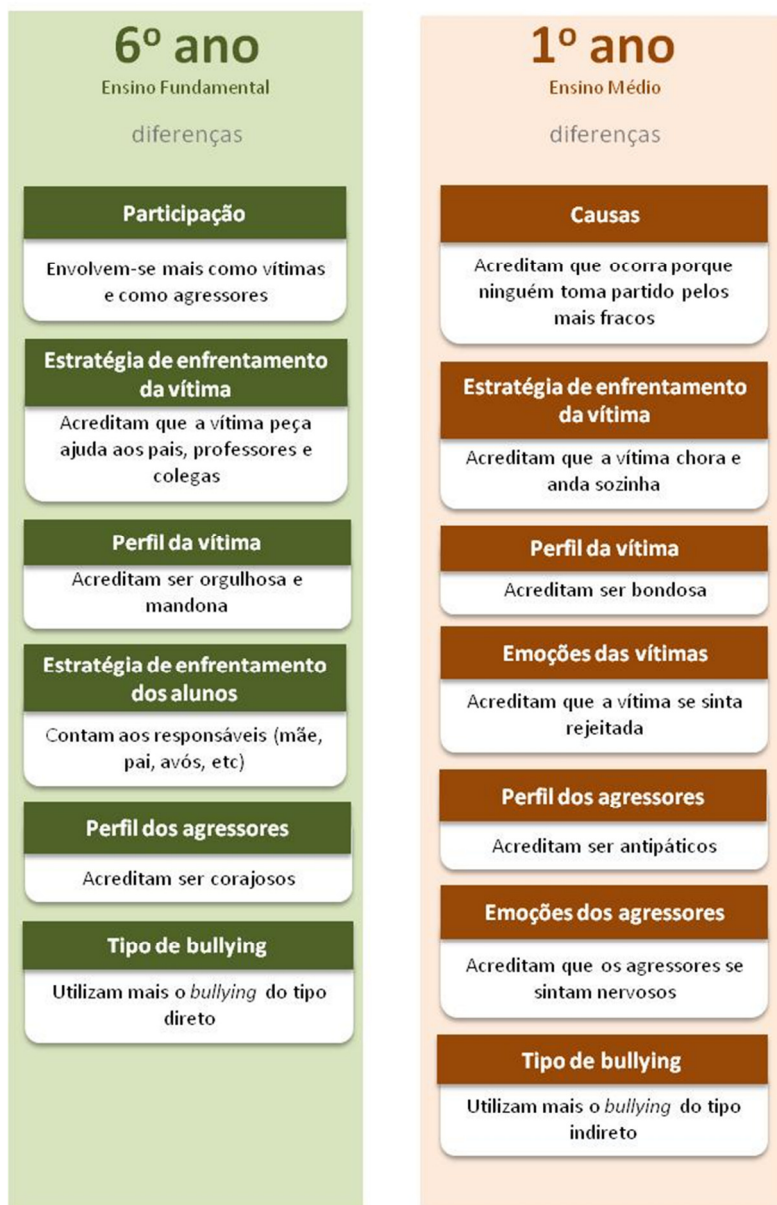 6º ano
Ensino Fundamental
diferenças
Participação
Envolvem-se mais como vítimas
e como agressores
Estratégia de enfrentamento
da vítima
Acreditam que a vítima peça
ajuda aos pais, professores e
colegas
Perfil da vítima
Acreditam ser orgulhosa e
mandona
Estratégia de enfrentamento
dos alunos
Contam aos responsáveis (mãe,
pai, avós, etc)
Perfil dos agressores
Acreditam ser corajosos
Tipo de bullying
Utilizam mais o bullying do tipo
direto
1º ano
Ensino Médio
diferenças
Causas
Acreditam que ocorra porque
ninguém toma partido pelos
mais fracos
Estratégia de enfrentamento
da vítima
Acreditam que a vítima chora e
anda sozinha
Perfil da vítima
Acreditam ser bondosa
Emoções das vítimas
Acreditam que a vítima se sinta
rejeitada
Perfil dos agressores
Acreditam ser antipáticos
Emoções dos agressores
Acreditam que os agressores se
sintam nervosos
Tipo de bullying
Utilizam mais o bullying do tipo
indireto